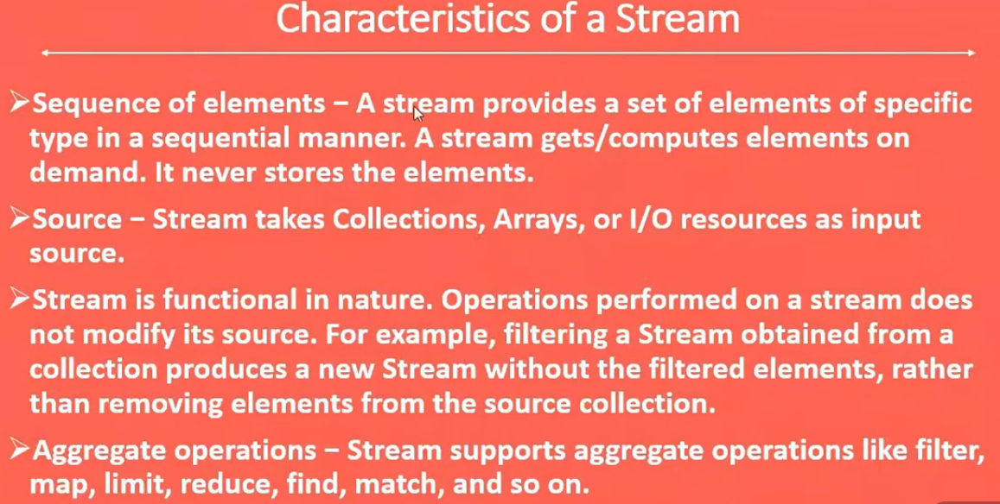 Characteristics of a Stream
➢Sequence of elements − A stream provides a set of elements of specific
type in a sequential manner. A stream gets/computes elements on
demand. It never stores the elements.
➢Source − Stream takes Collections, Arrays, or I/O resources as input
source.
➢Stream is functional in nature. Operations performed on a stream does
not modify its source. For example, filtering a Stream obtained from a
collection produces a new Stream without the filtered elements, rather
than removing elements from the source collection.
➢Aggregate operations − Stream supports aggregate operations like filter,
map, limit, reduce, find, match, and so on.